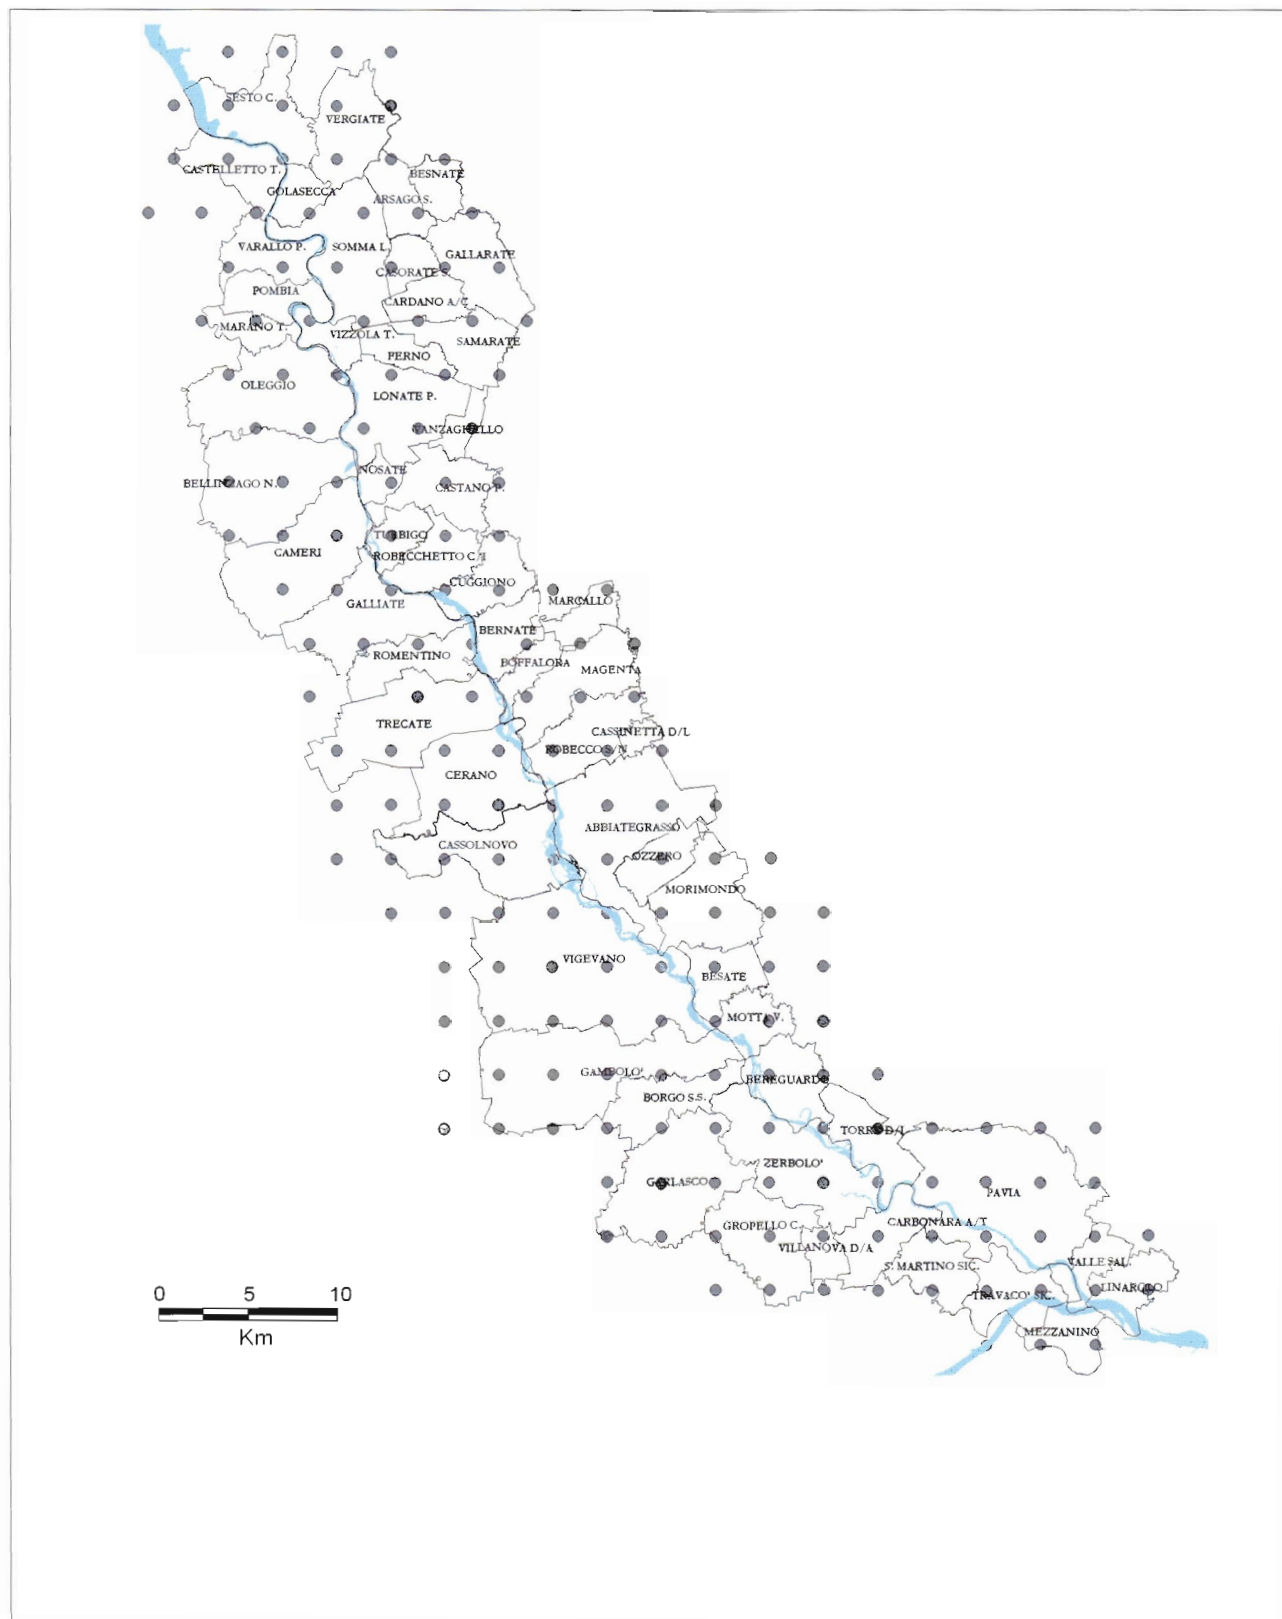 SESTO C.
VERGIATE
CASTELLETTO T.
BESNATE
GOLASECCA
ARSAGO S.
VARALLO P.
SOMMA L.
GALLARATE
CASORATE S.
POMBIA
CARDANO A/C
MARANO T.
VIZZOLA T.
SAMARATE
FERNO
OLEGGIO
LONATE P.
VANZAGHELLO
NOSATE
BELLINZAGO N.
CASTANO P.
TURBIGO
CAMERI
ROBECCHETTO C/I
CUGGIONO
GALLIATE
MARCALLO
BERNATE
ROMENTINO
BOFFALORA
MAGENTA
TRECATE
CASSINETTA D/L
ROBECCO S/N
CERANO
ABBIATEGRASSO
CASSOLNOVO
OZZERO
MORIMONDO
VIGEVANO
BESATE
MOTTA V.
GAMBOLO'
BEREGUARDO
BORGO S.S.
TORRE D/I
ZERBOLO'
GARLASCO
PAVIA
GROPELLO C.
CARBONARA A/T
VILLANOVA D/A
S. MARTINO SIC.
VALLE SAL.
LINAROLO
TRAVACO' SIC.
MEZZANINO
0 5 10
Km